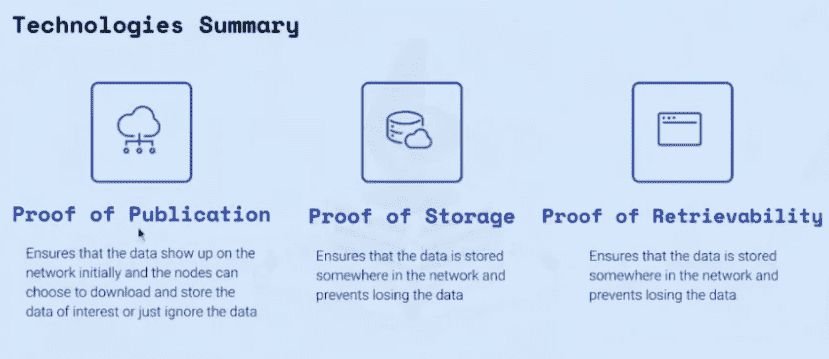 Technologies Summary
Proof of Publication
Ensures that the data show up on the
network initially and the nodes can
choose to download and store the
data of interest or just ignore the data
Proof of Storage
Ensures that the data is stored
somewhere in the network and
prevents losing the data
Proof of Retrievability
Ensures that the data is stored
somewhere in the network and
prevents losing the data